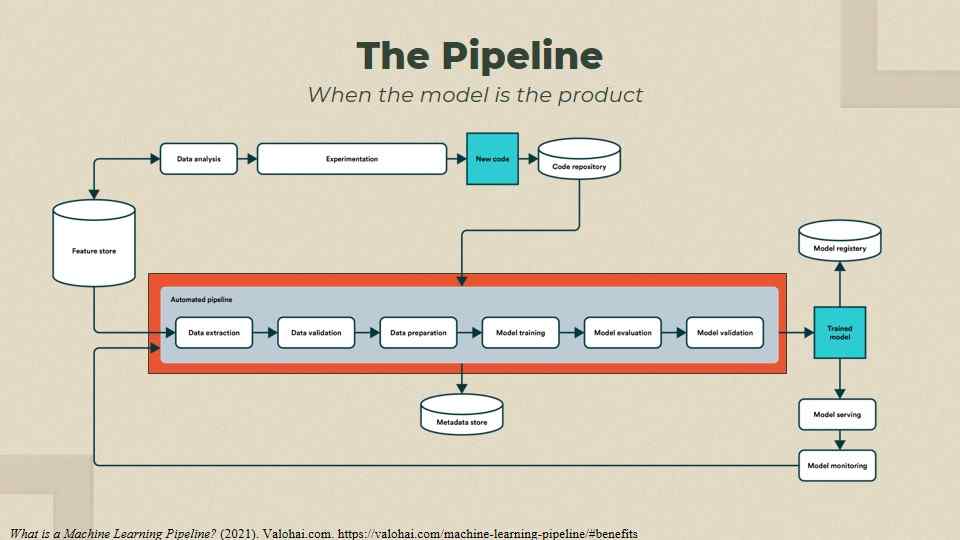 The Pipeline
When the model is the product
Data analysis
Experimentation
New code
Code repository
Feature store
Model registery
Automated pipeline
Data extraction
Data validation
Data preparation
Model training
Model evaluation
Model validation
Trained
model
Metadata store
Model serving
Model monitoring
What is a Machine Learning Pipeline? (2021). Valohai.com. https://valohai.com/machine-learning-pipeline/#benefits